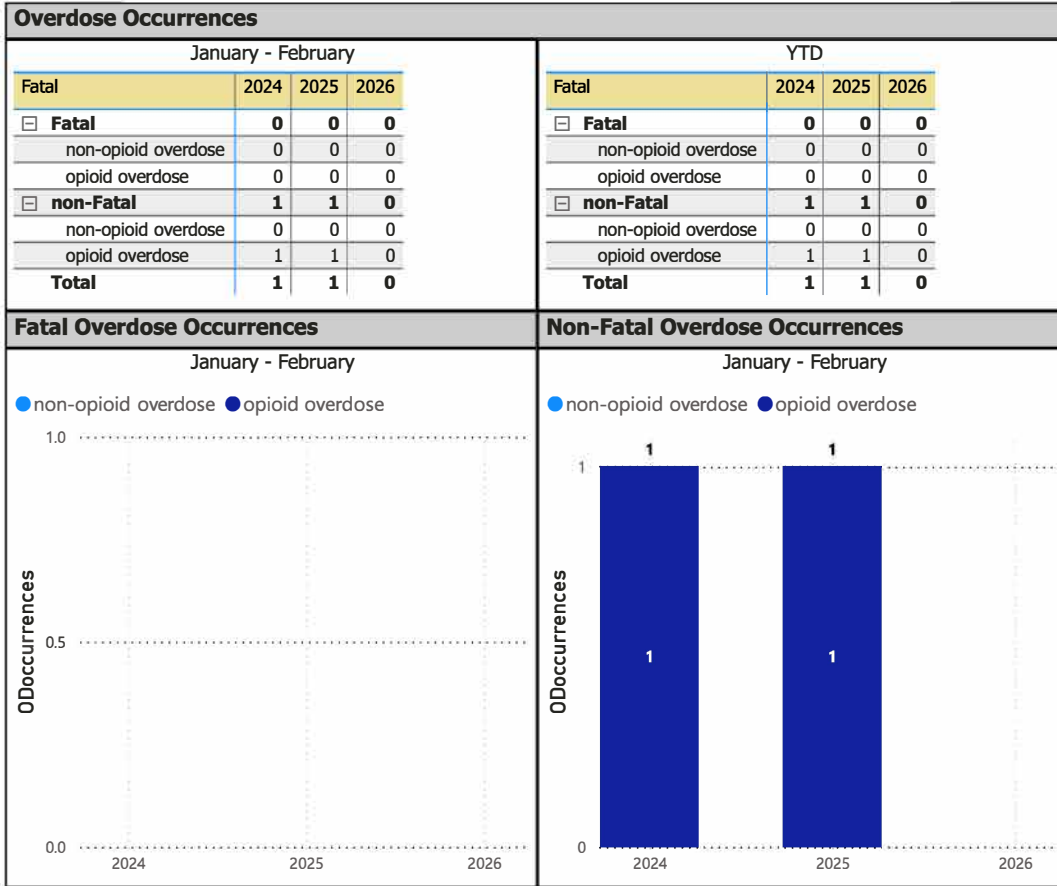 Overdose Occurrences
January - February
Fatal 2024 2025 2026
Fatal 0 0 0
non-opioid overdose 0 0 0
opioid overdose 0 0 0
non-Fatal 1 1 0
non-opioid overdose 0 0 0
opioid overdose 1 1 0
Total 1 1 0
YTD
Fatal 2024 2025 2026
Fatal 0 0 0
non-opioid overdose 0 0 0
opioid overdose 0 0 0
non-Fatal 1 1 0
non-opioid overdose 0 0 0
opioid overdose 1 1 0
Total 1 1 0
Fatal Overdose Occurrences
January - February
non-opioid overdose opioid overdose
1.0
0.5
0.0
ODoccurrences
2024 2025 2026
Non-Fatal Overdose Occurrences
January - February
non-opioid overdose opioid overdose
1 1
1
1 1
0
ODoccurrences
2024 2025 2026